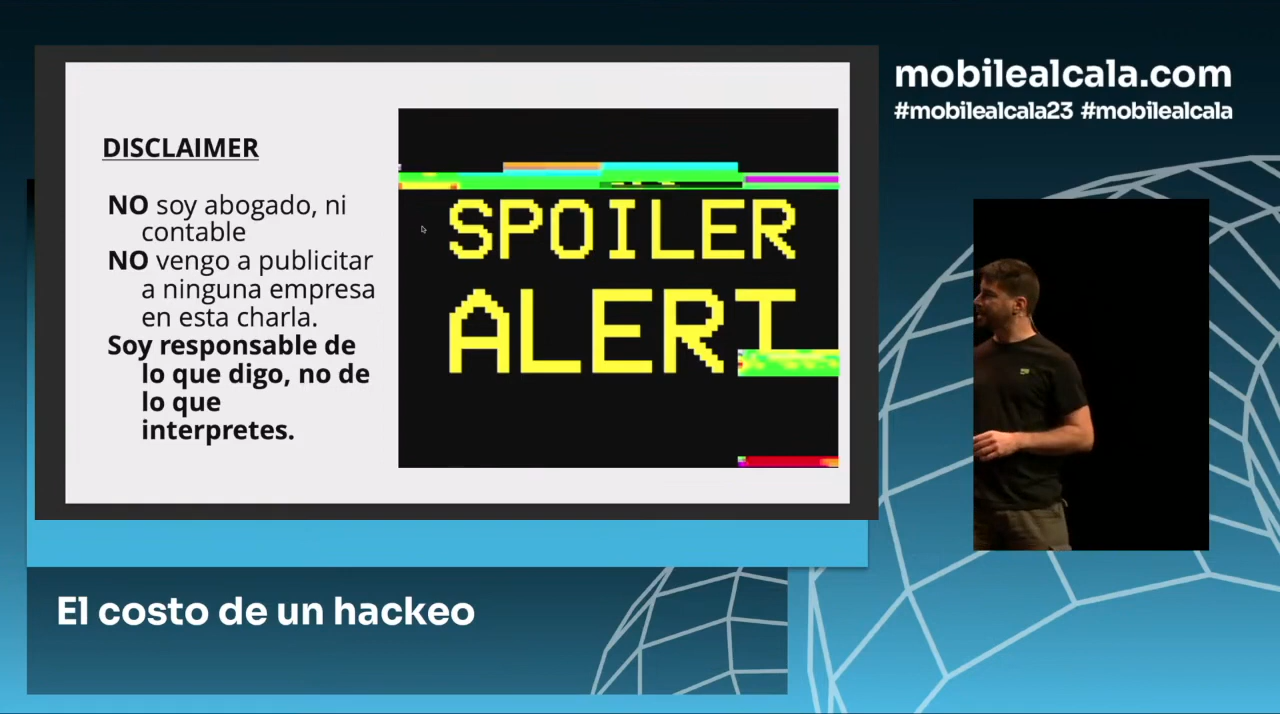 mobilealcala.com
#mobilealcala23 #mobilealcala
DISCLAIMER
NO soy abogado, ni
contable
NO vengo a publicitar
a ninguna empresa
en esta charla.
Soy responsable de
lo que digo, no de
lo que
interpretes.
SPOILER
ALERT
El costo de un hackeo